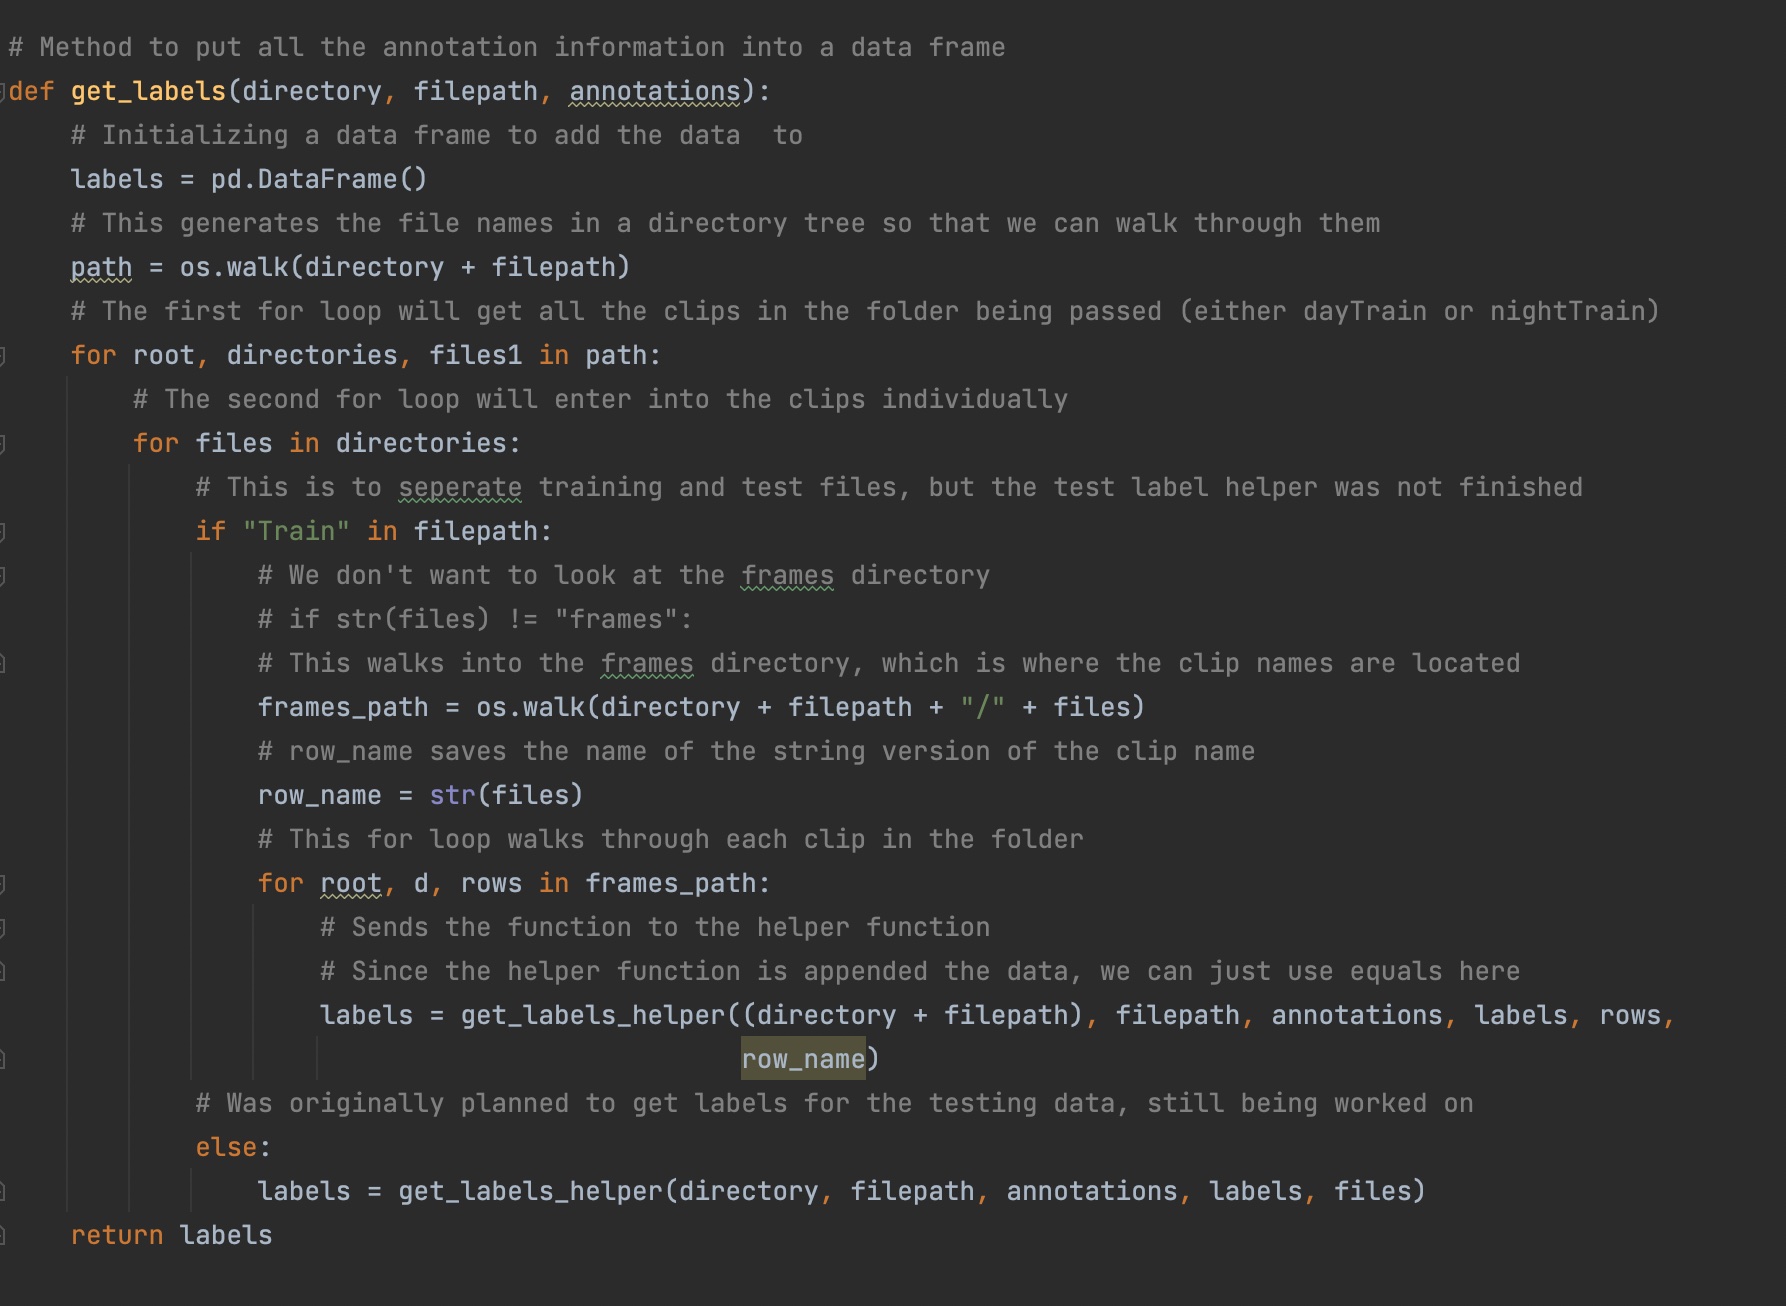 # Method to put all the annotation information into a data frame
def get_labels(directory, filepath, annotations):
    # Initializing a data frame to add the data  to
    labels = pd.DataFrame()
    # This generates the file names in a directory tree so that we can walk through them
    path = os.walk(directory + filepath)
    # The first for loop will get all the clips in the folder being passed (either dayTrain or nightTrain)
    for root, directories, files1 in path:
        # The second for loop will enter into the clips individually
        for files in directories:
            # This is to seperate training and test files, but the test label helper was not finished
            if "Train" in filepath:
                # We don't want to look at the frames directory
                # if str(files) != "frames":
                # This walks into the frames directory, which is where the clip names are located
                frames_path = os.walk(directory + filepath + "/" + files)
                # row_name saves the name of the string version of the clip name
                row_name = str(files)
                # This for loop walks through each clip in the folder
                for root, d, rows in frames_path:
                    # Sends the function to the helper function
                    # Since the helper function is appended the data, we can just use equals here
                    labels = get_labels_helper((directory + filepath), filepath, annotations, labels, rows,
                                               row_name)
            # Was originally planned to get labels for the testing data, still being worked on
            else:
                labels = get_labels_helper(directory, filepath, annotations, labels, files)
    return labels